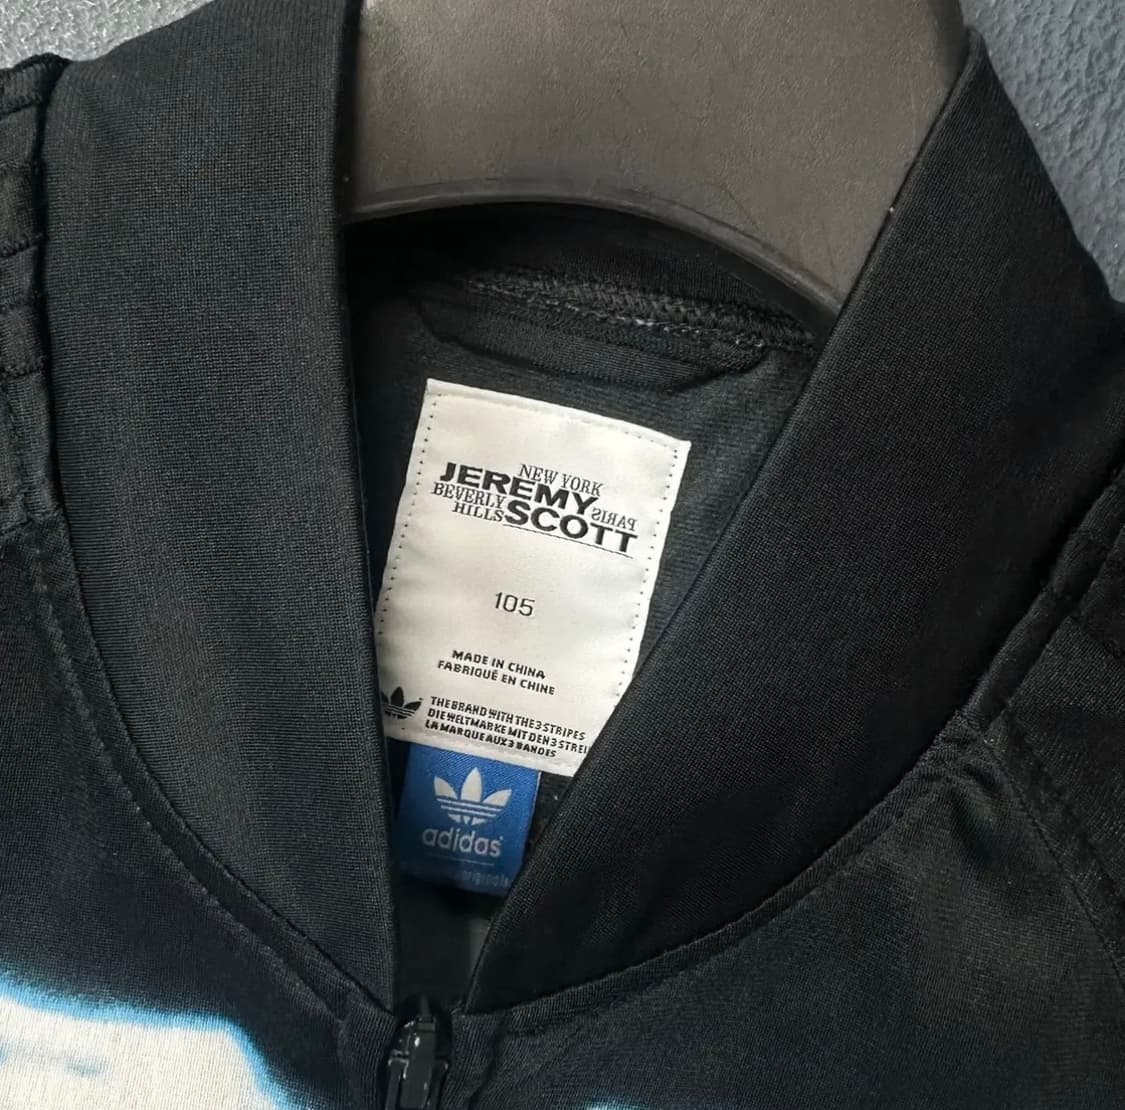 NEW YORK
JEREMY
BEVERLY
PARIS
HILLS SCOTT
105
MADE IN CHINA
FABRIQUÉ EN CHINE
THE BRAND WITH THE 3 STRIPES
DIE WELTMARKE MIT DEN 3 STREI
LA MARQUE AUX 3 BANDES
adidas
originals